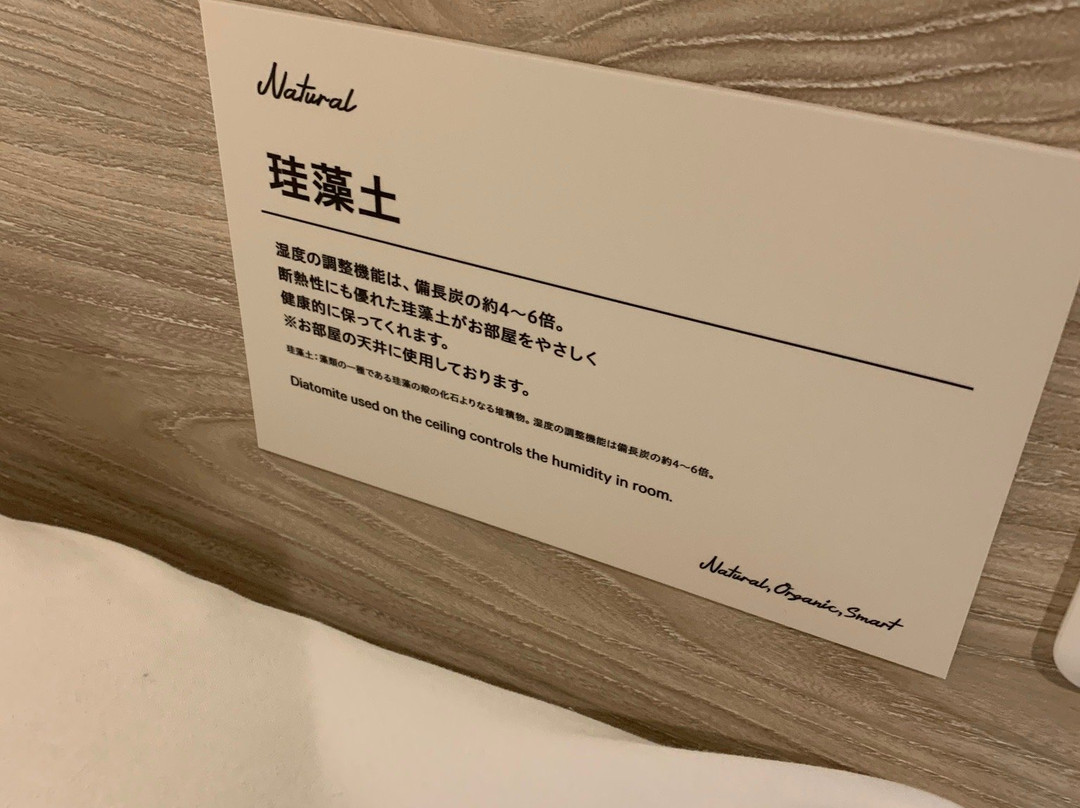 Natural
珪藻土
湿度の調整機能は、備長炭の約4〜6倍。
断熱性にも優れた珪藻土がお部屋をやさしく
健康的に保ってくれます。
※お部屋の天井に使用しております。
珪藻土：藻類の一種である珪藻の殻の化石よりなる堆積物。湿度の調整機能は備長炭の約4〜6倍。
Diatomite used on the ceiling controls the humidity in room.
Natural, Organic, Smart